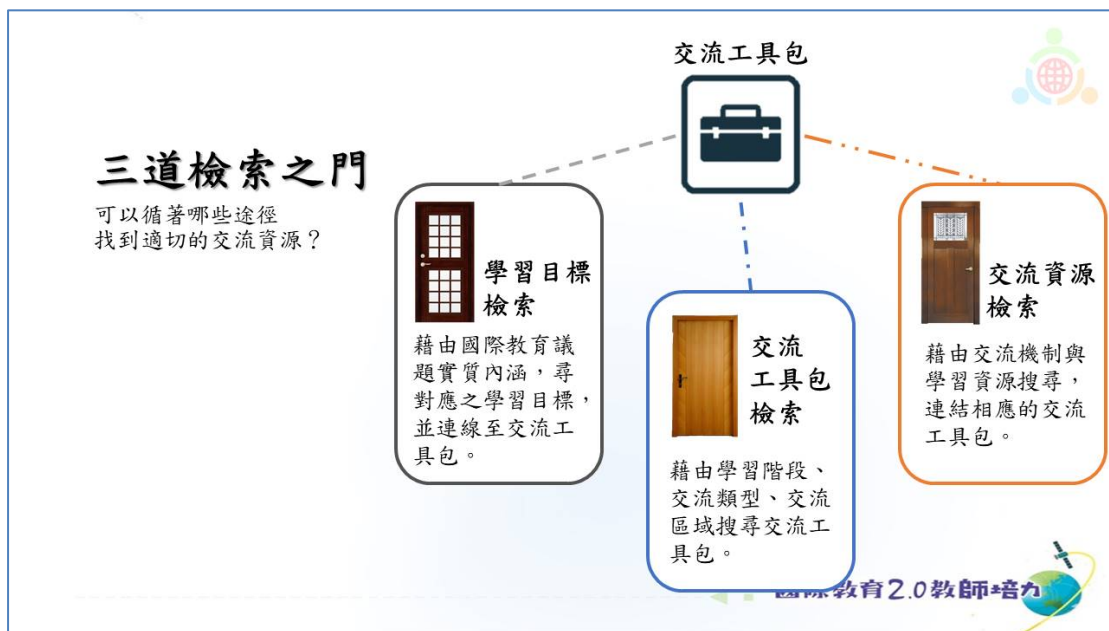 交流工具包
三道檢索之門
可以循著哪些途徑
找到適切的交流資源？
學習目標
檢索
藉由國際教育議
題實質內涵，尋
對應之學習目標，
並連線至交流工
具包。
交流
工具包
檢索
藉由學習階段、
交流類型、交流
區域搜尋交流工
具包。
交流資源
檢索
藉由交流機制與
學習資源搜尋，
連結相應的交流
工具包。
國際教育2.0教師培力